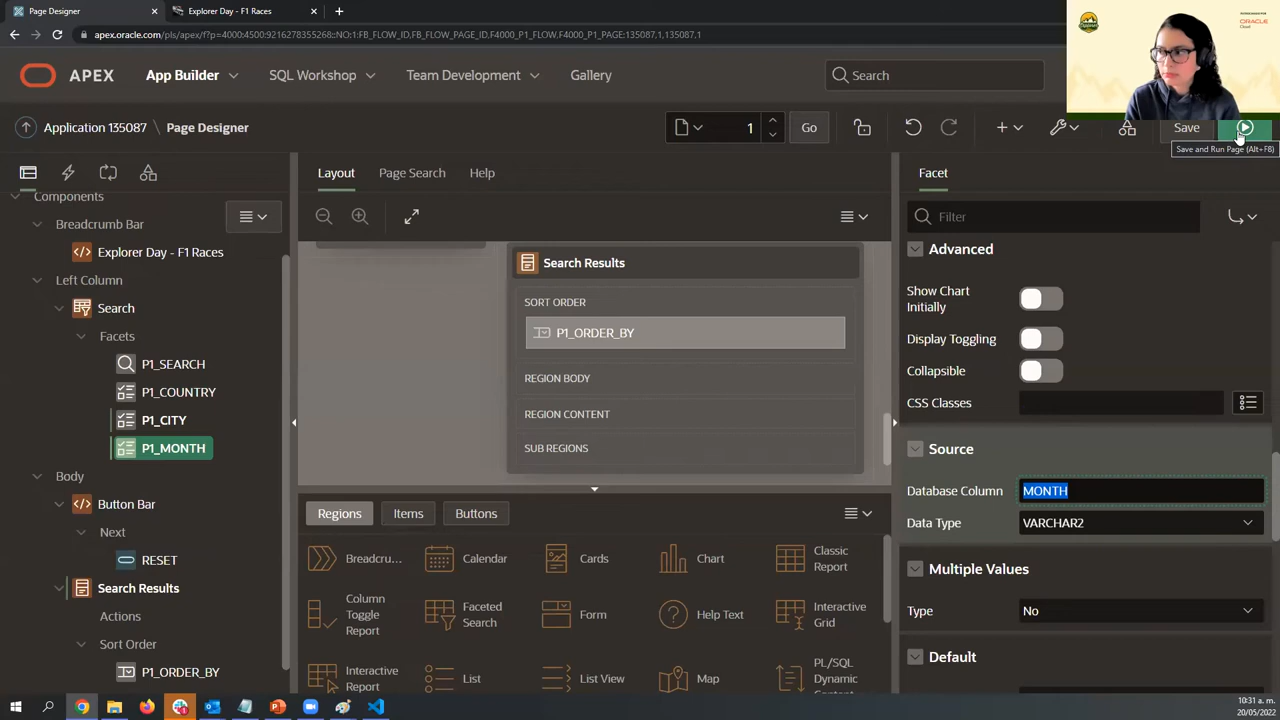 Page Designer
Explorer Day - F1 Races
apex.oracle.com/pls/apex/f?p=4000:4500:9216278355268::NO:1:FB_FLOW_ID,FB_FLOW_PAGE_ID,F4000_P1_FLOW,F4000_P1_PAGE:135087,1,135087,1
APEX
App Builder
SQL Workshop
Team Development
Gallery
Search
ORACLE
Cloud
Application 135087
Page Designer
1
Go
Save
Save and Run Page (Alt+F8)
Components
Breadcrumb Bar
Explorer Day - F1 Races
Left Column
Search
Facets
P1_SEARCH
P1_COUNTRY
P1_CITY
P1_MONTH
Body
Button Bar
Next
RESET
Search Results
Actions
Sort Order
P1_ORDER_BY
Layout
Page Search
Help
Search Results
SORT ORDER
P1_ORDER_BY
REGION BODY
REGION CONTENT
SUB REGIONS
Regions
Items
Buttons
Breadcru...
Calendar
Cards
Chart
Classic
Report
Column
Toggle
Report
Faceted
Search
Form
Help Text
Interactive
Grid
Interactive
Report
List
List View
Map
PL/SQL
Dynamic
Facet
Filter
Advanced
Show Chart
Initially
Display Toggling
Collapsible
CSS Classes
Source
Database Column
MONTH
Data Type
VARCHAR2
Multiple Values
Type
No
Default
10:31 a. m.
20/05/2022